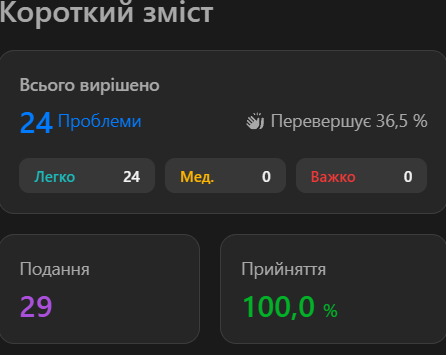 Короткий зміст
Всього вирішено
24 Проблеми
Перевершує 36,5 %
Легко 24
Мед. 0
Важко 0
Подання
29
Прийняття
100,0 %